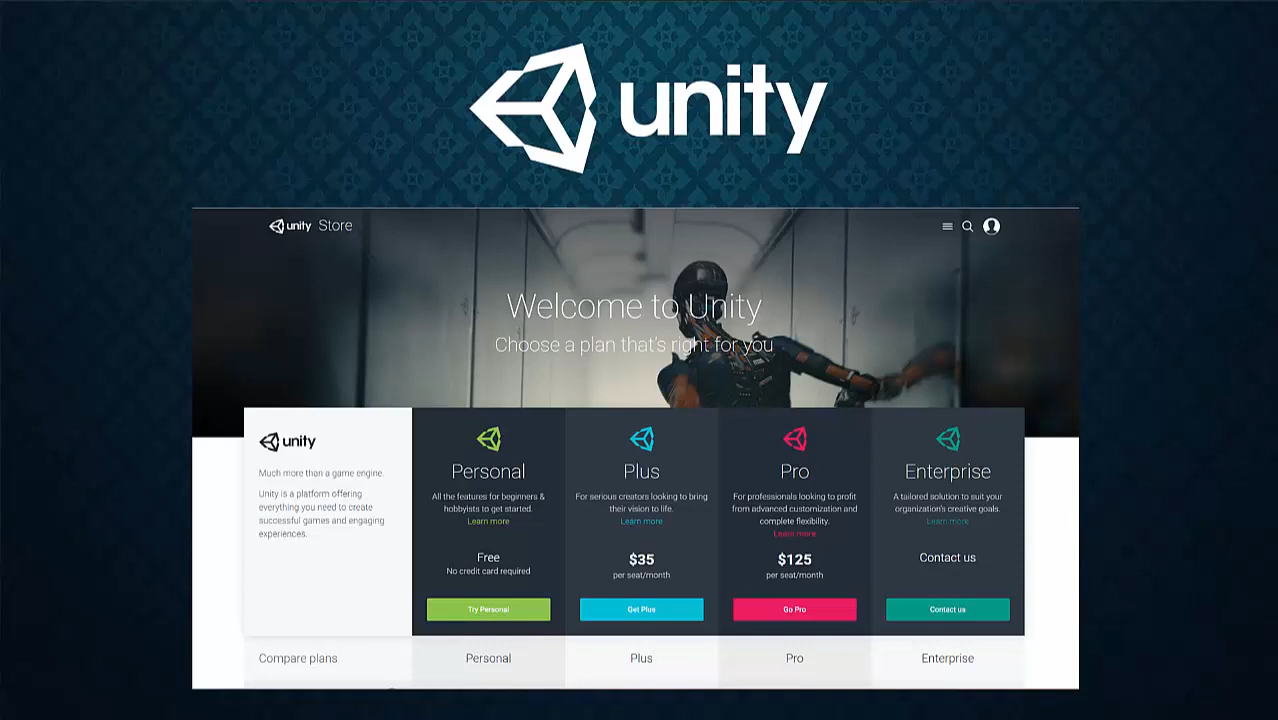 unity
unity Store
Welcome to Unity
Choose a plan that's right for you
unity
Much more than a game engine.
Unity is a platform offering
everything you need to create
successful games and engaging
experiences.
Personal
All the features for beginners &
hobbyists to get started.
Learn more
Free
No credit card required
Try Personal
Plus
For serious creators looking to bring
their vision to life.
Learn more
$35
per seat/month
Get Plus
Pro
For professionals looking to profit
from advanced customization and
complete flexibility.
Learn more
$125
per seat/month
Go Pro
Enterprise
A tailored solution to suit your
organization's creative goals.
Learn more
Contact us
Contact us
Compare plans
Personal
Plus
Pro
Enterprise